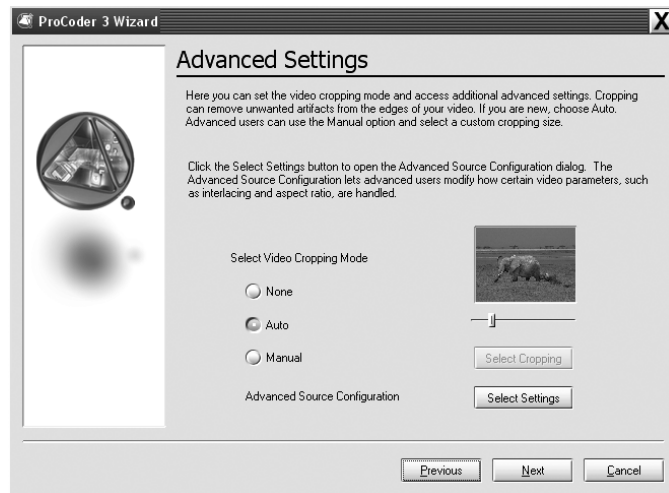 ProCoder 3 Wizard
X
Advanced Settings
Here you can set the video cropping mode and access additional advanced settings. Cropping
can remove unwanted artifacts from the edges of your video. If you are new, choose Auto.
Advanced users can use the Manual option and select a custom cropping size.
Click the Select Settings button to open the Advanced Source Configuration dialog. The
Advanced Source Configuration lets advanced users modify how certain video parameters, such
as interlacing and aspect ratio, are handled.
Select Video Cropping Mode
None
Auto
Manual
Select Cropping
Advanced Source Configuration
Select Settings
Previous
Next
Cancel